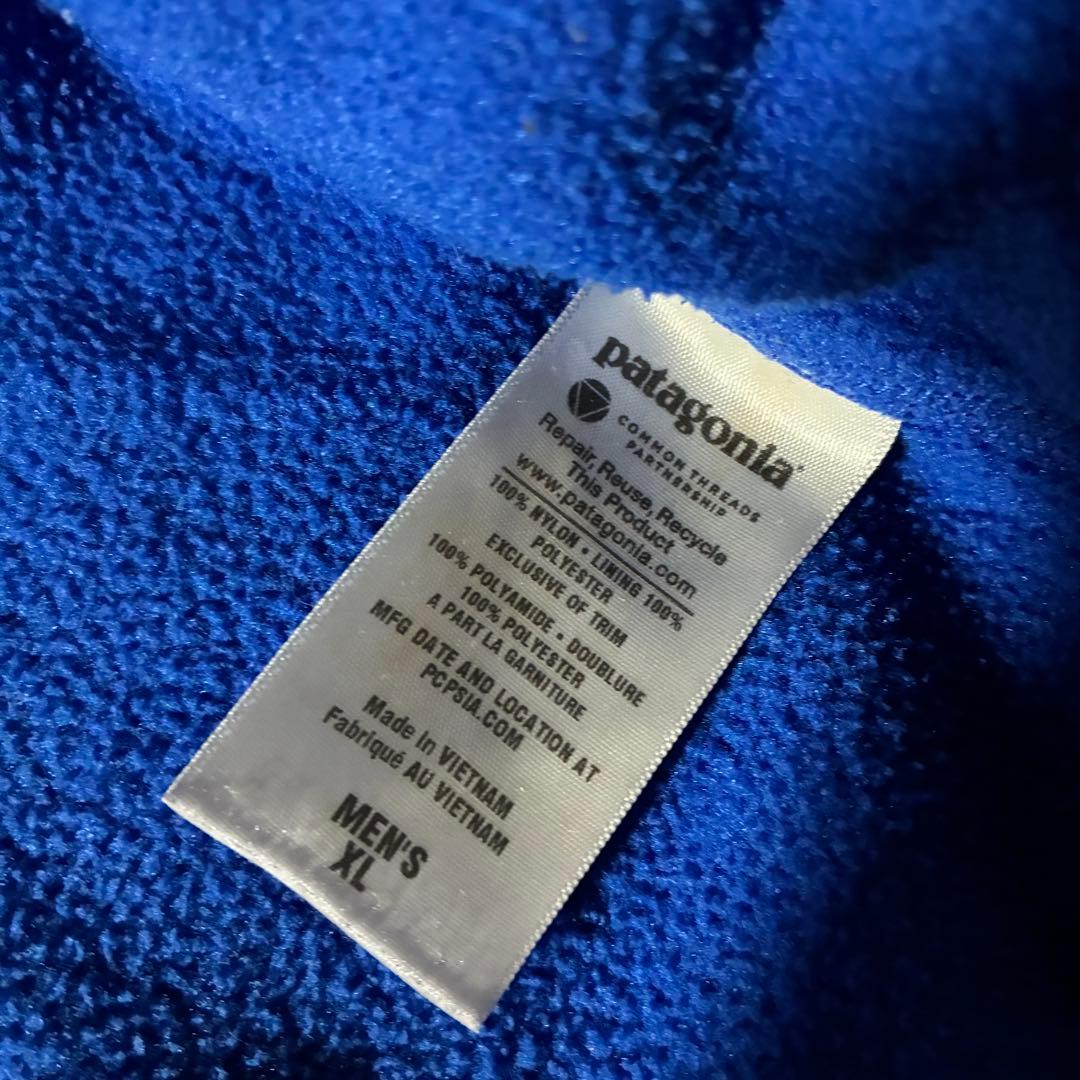 patagonia®
COMMON THREADS
PARTNERSHIP
Repair, Reuse, Recycle
This Product
www.patagonia.com
100% NYLON • LINING 100%
POLYESTER
EXCLUSIVE OF TRIM
100% POLYAMIDE • DOUBLURE
100% POLYESTER
A PART LA GARNITURE
MFG DATE AND LOCATION AT
PCPSIA.COM
Made in VIETNAM
Fabriqué AU VIETNAM
MEN'S
XL